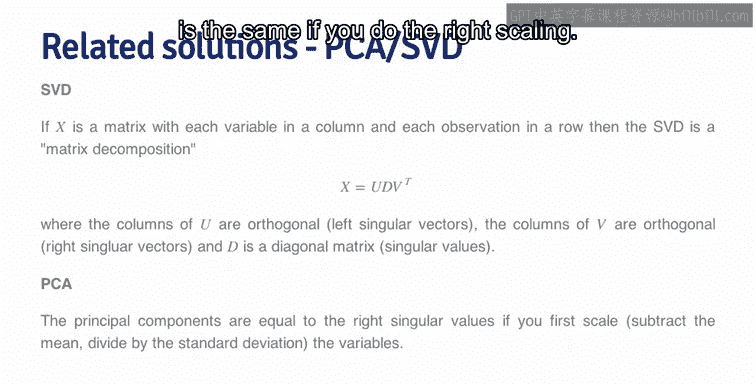 is the same if you do the right scaling.
Related solutions - PCA/SVD
SVD
If X is a matrix with each variable in a column and each observation in a row then the SVD is a
"matrix decomposition"
X = UDVᵀ
where the columns of U are orthogonal (left singular vectors), the columns of V are orthogonal
(right singluar vectors) and D is a diagonal matrix (singular values).
PCA
The principal components are equal to the right singular values if you first scale (subtract the
mean, divide by the standard deviation) the variables.